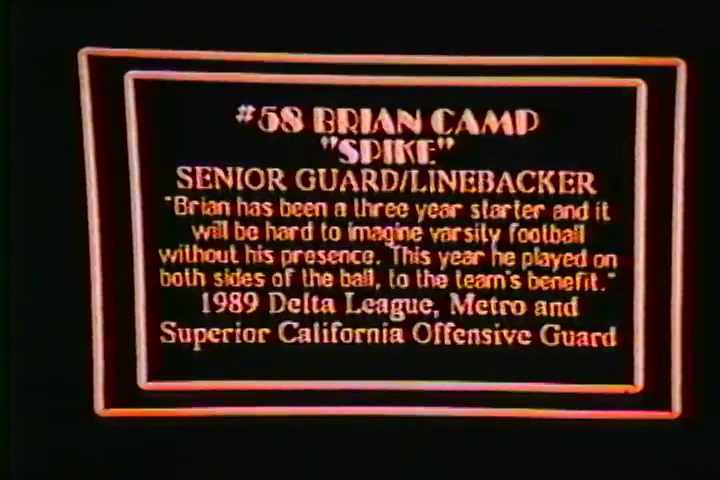 #58 BRIAN CAMP
"SPIKE"
SENIOR GUARD/LINEBACKER
"Brian has been a three year starter and it
will be hard to imagine varsity football
without his presence. This year he played on
both sides of the ball, to the team's benefit."
1989 Delta League, Metro and
Superior California Offensive Guard